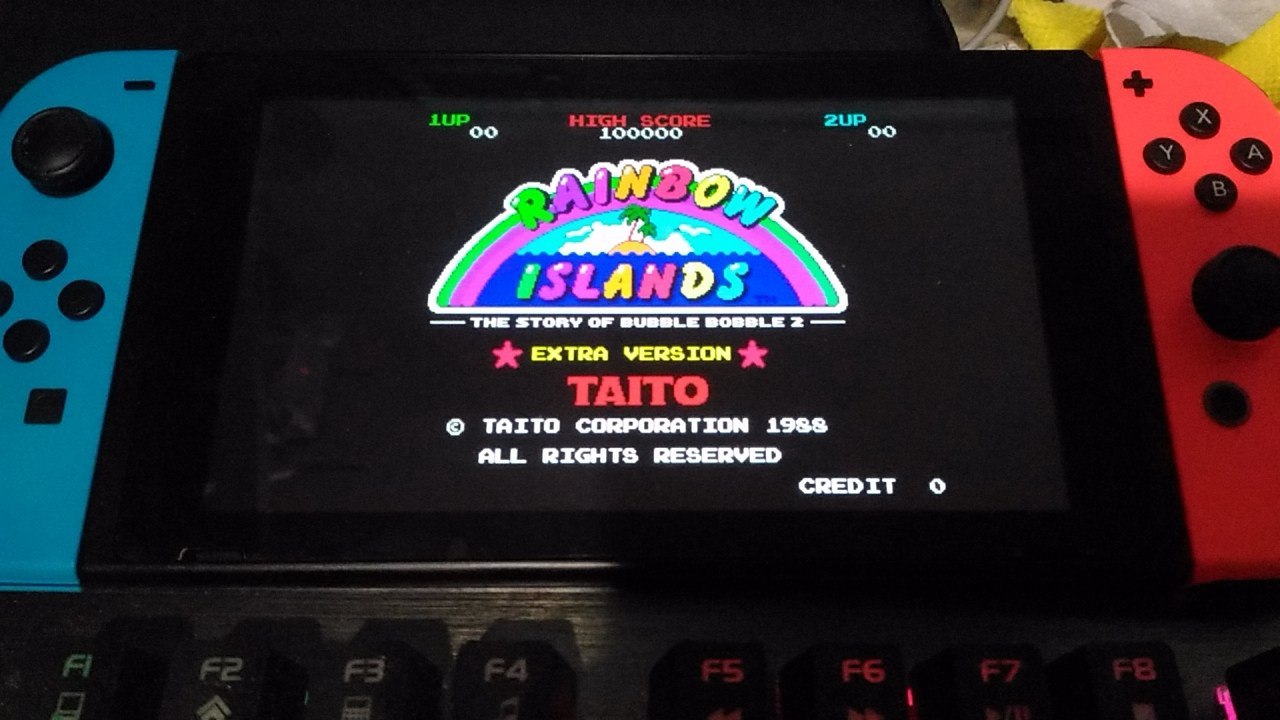 1UP HIGH SCORE 2UP
00 100000 00
RAINBOW
ISLANDS TM
THE STORY OF BUBBLE BOBBLE 2
EXTRA VERSION
TAITO
© TAITO CORPORATION 1988
ALL RIGHTS RESERVED
CREDIT 0
X
Y A
B
F1 F2 F3 F4 F5 F6 F7 F8